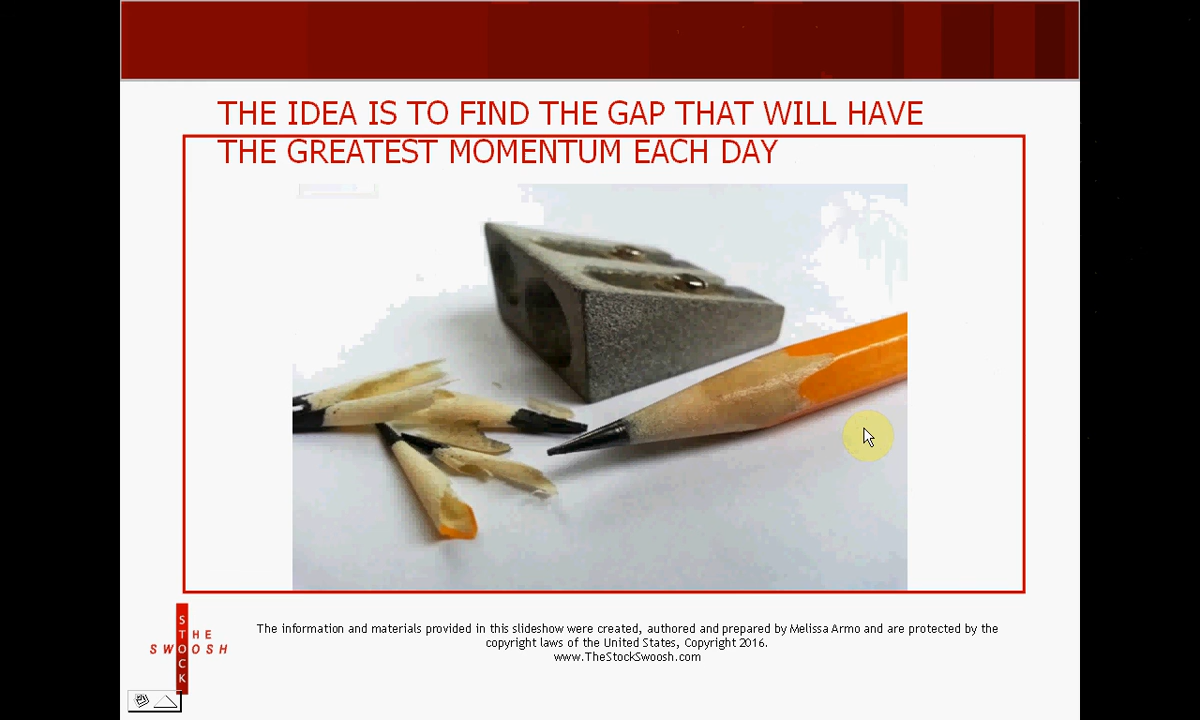 THE IDEA IS TO FIND THE GAP THAT WILL HAVE
THE GREATEST MOMENTUM EACH DAY
THE
STOCK
SWOOSH
The information and materials provided in this slideshow were created, authored and prepared by Melissa Armo and are protected by the
copyright laws of the United States, Copyright 2016.
www.TheStockSwoosh.com